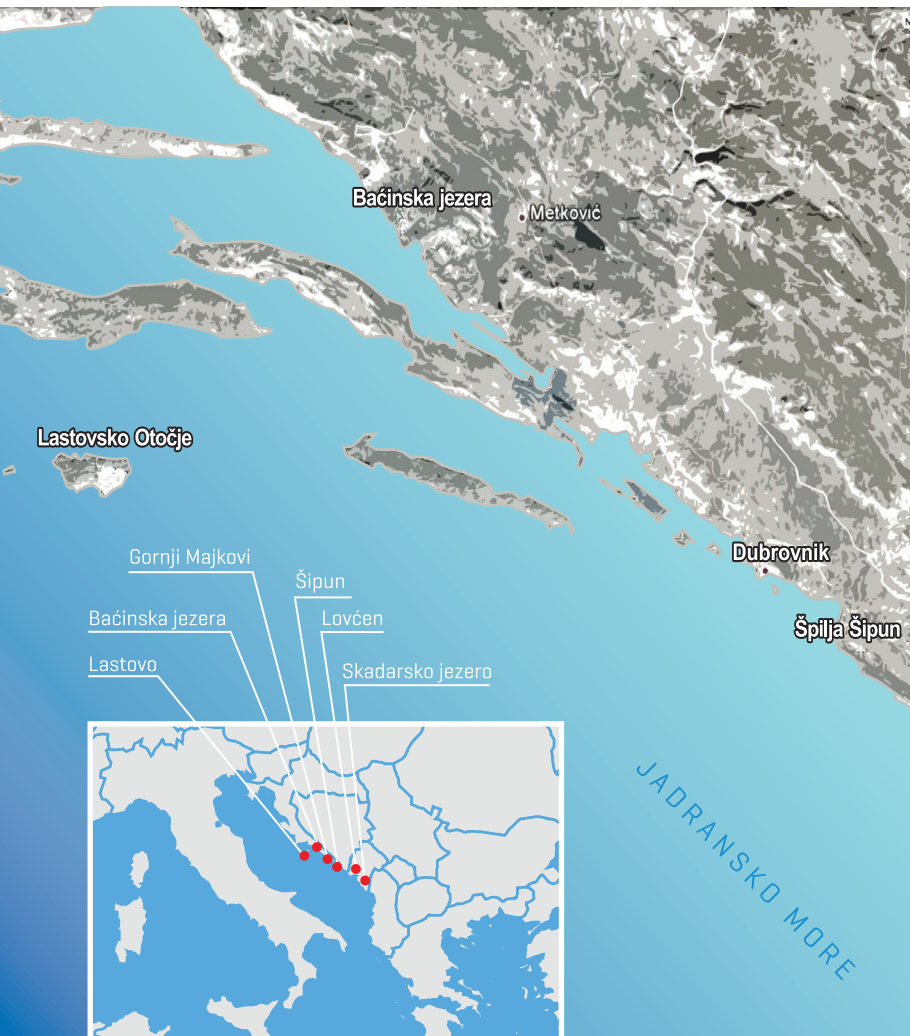 N
Baćinska jezera
Metković
Lastovsko Otočje
Dubrovnik
Špilja Šipun
Gornji Majkovi
Šipun
Baćinska jezera
Lovćen
Lastovo
Skadarsko jezero
JADRANSKO MORE